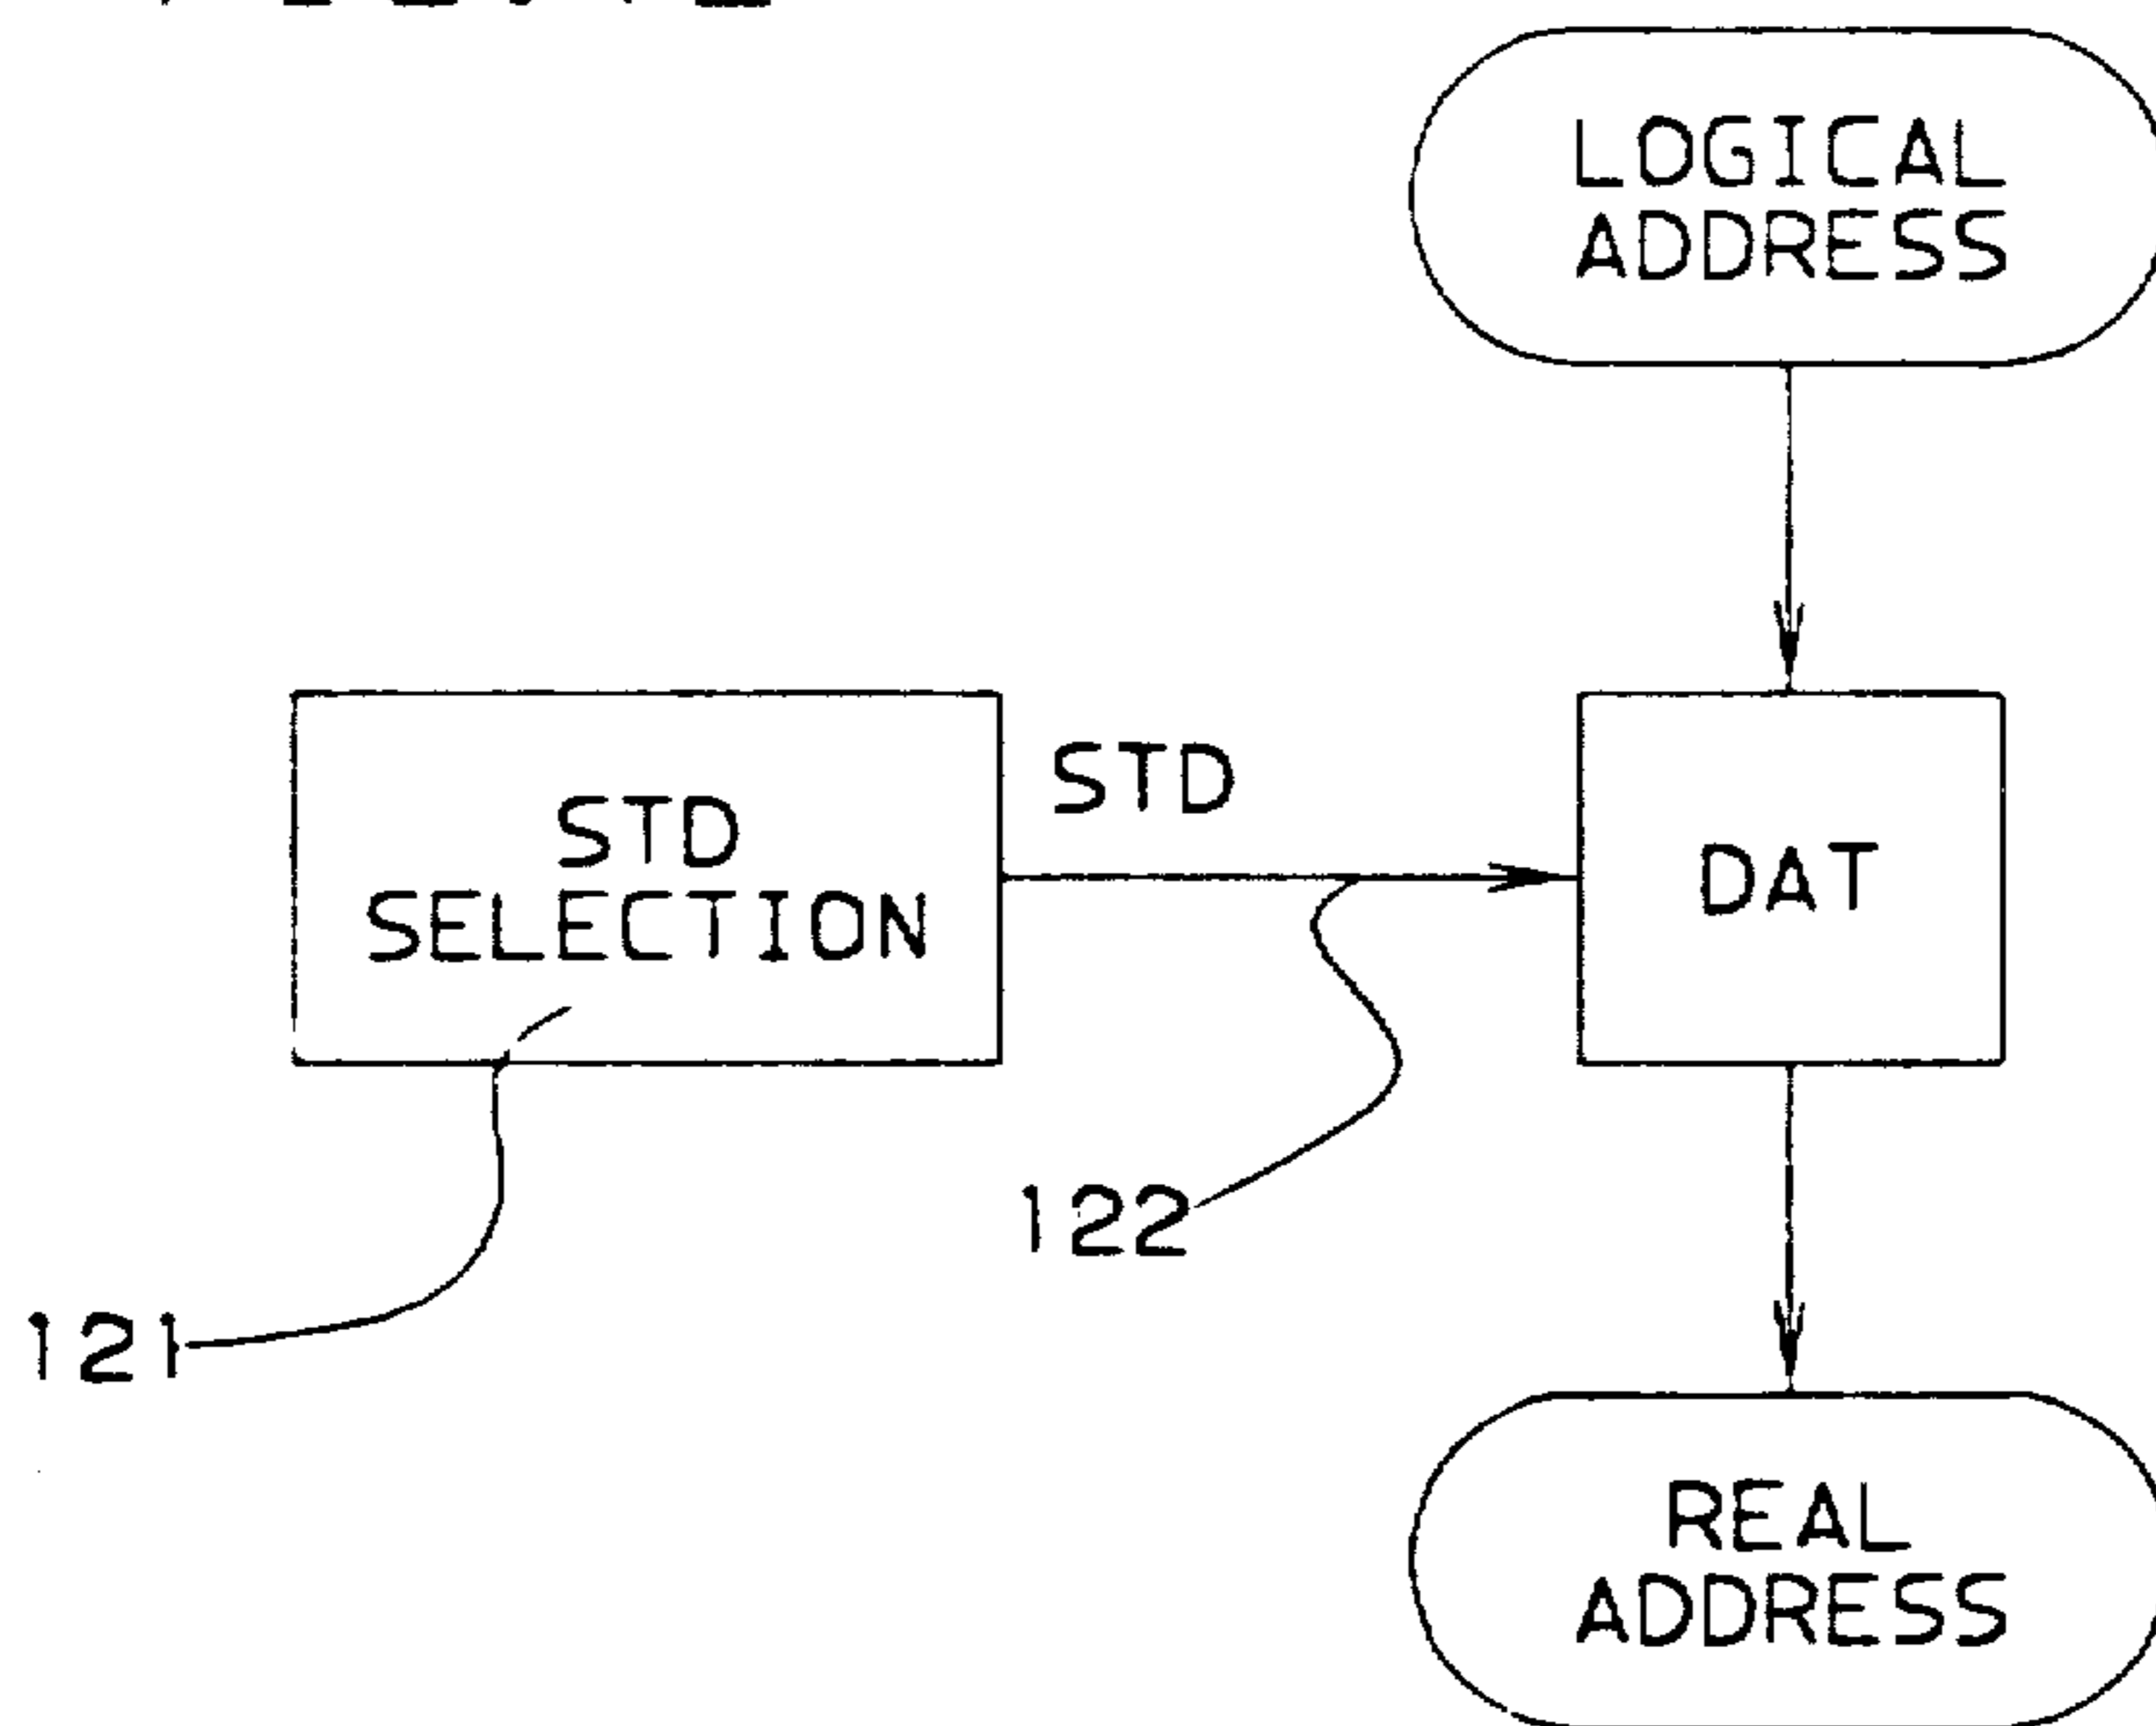 LOGICAL
ADDRESS
STD
SELECTION
STD
DAT
122
121
REAL
ADDRESS